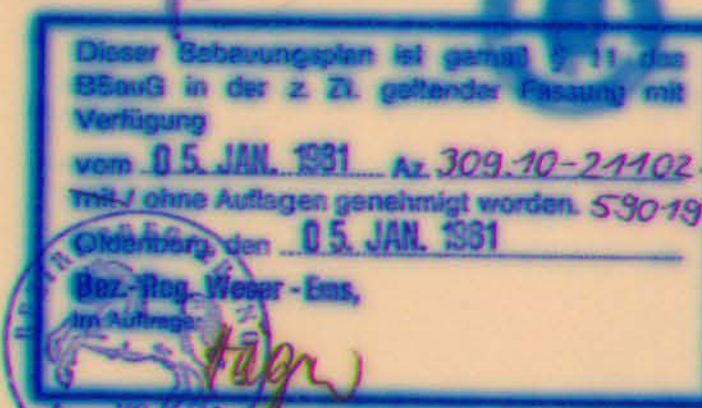 Dieser Bebauungsplan ist gemäß § 11 des
BBauG in der z. Zt. geltender Fassung mit
Verfügung
vom 05. JAN. 1981 Az. 309.10-21102-
mit / ohne Auflagen genehmigt worden. 59019
Oldenburg, den 05. JAN. 1981
Bez.-Reg. Weser - Ems,
Im Auftrage